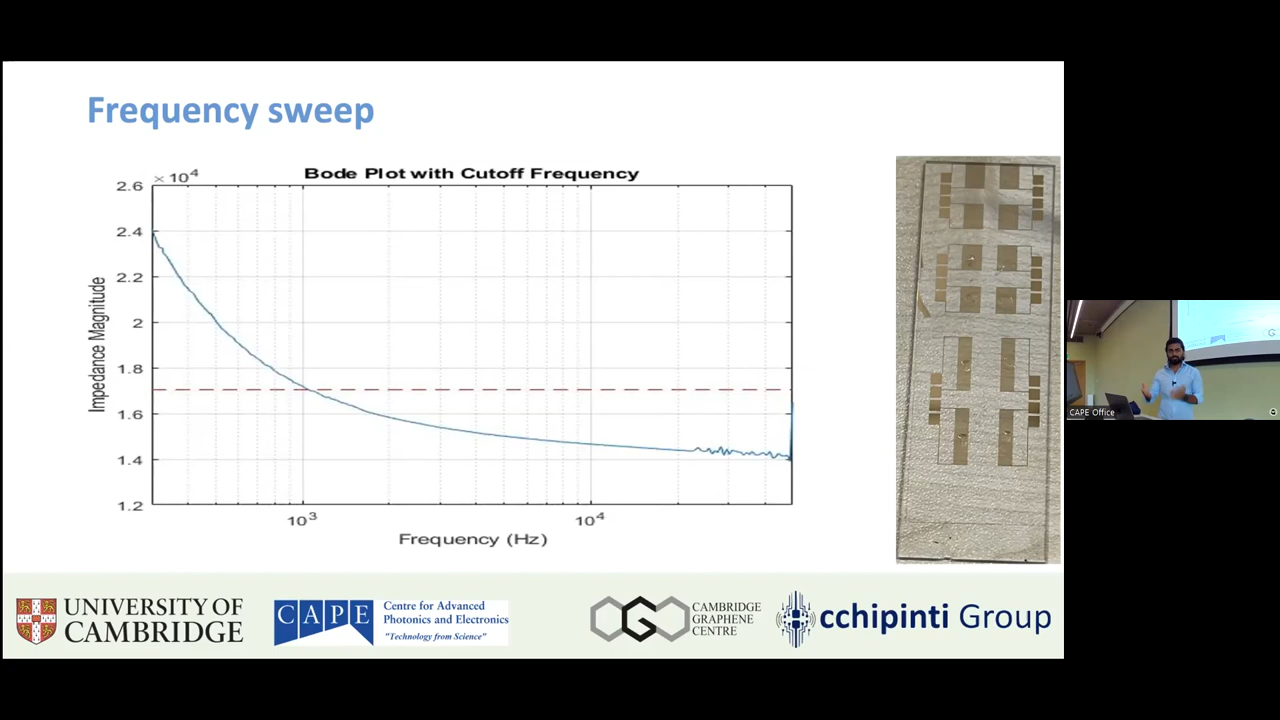 Frequency sweep
Bode Plot with Cutoff Frequency
× 10⁴
2.6
2.4
2.2
2
1.8
1.6
1.4
1.2
Impedance Magnitude
10³
10⁴
Frequency (Hz)
CAPE Office
UNIVERSITY OF
CAMBRIDGE
CAPE
Centre for Advanced
Photonics and Electronics
"Technology from Science"
CAMBRIDGE
GRAPHENE
CENTRE
cchipinti Group